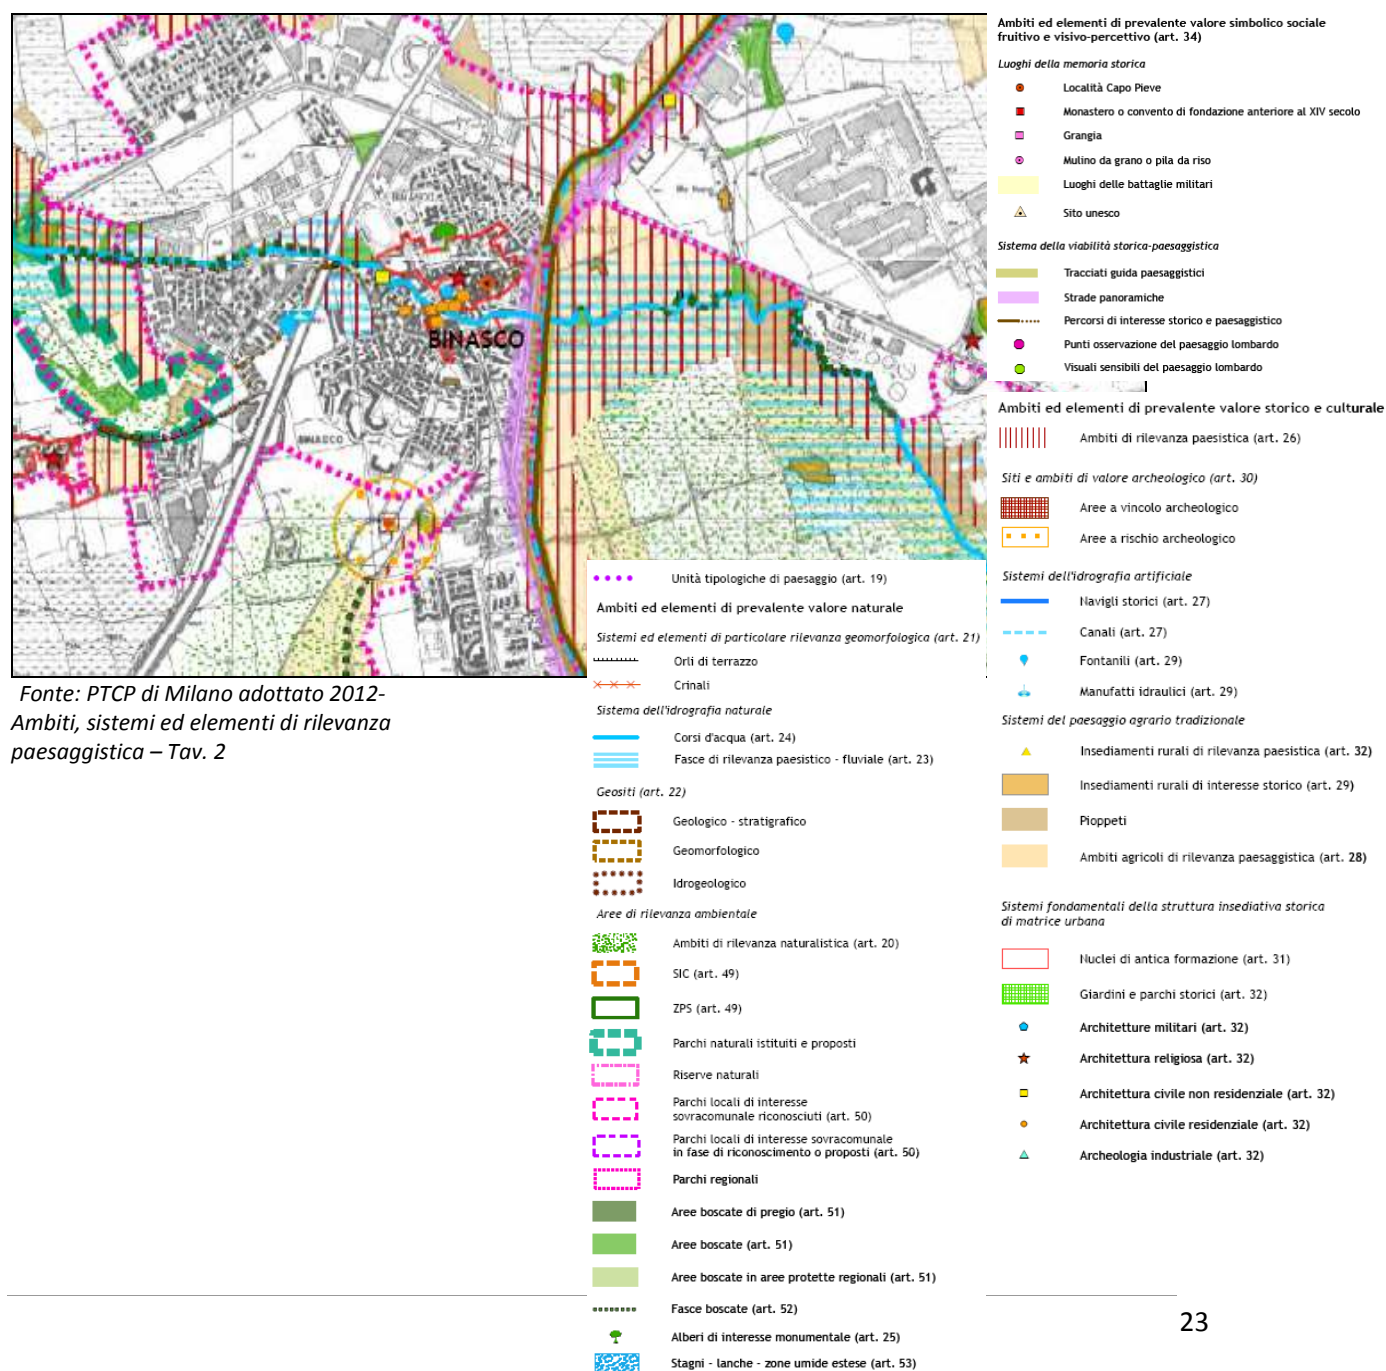 BINASCO
BINASCO
Fonte: PTCP di Milano adottato 2012-
Ambiti, sistemi ed elementi di rilevanza
paesaggistica – Tav. 2
Unità tipologiche di paesaggio (art. 19)
Ambiti ed elementi di prevalente valore naturale
Sistemi ed elementi di particolare rilevanza geomorfologica (art. 21)
Orli di terrazzo
Crinali
Sistema dell'idrografia naturale
Corsi d'acqua (art. 24)
Fasce di rilevanza paesistico - fluviale (art. 23)
Geositi (art. 22)
Geologico - stratigrafico
Geomorfologico
Idrogeologico
Aree di rilevanza ambientale
Ambiti di rilevanza naturalistica (art. 20)
SIC (art. 49)
ZPS (art. 49)
Parchi naturali istituiti e proposti
Riserve naturali
Parchi locali di interesse
sovracomunale riconosciuti (art. 50)
Parchi locali di interesse sovracomunale
in fase di riconoscimento o proposti (art. 50)
Parchi regionali
Aree boscate di pregio (art. 51)
Aree boscate (art. 51)
Aree boscate in aree protette regionali (art. 51)
Fasce boscate (art. 52)
Alberi di interesse monumentale (art. 25)
Stagni - lanche - zone umide estese (art. 53)
Ambiti ed elementi di prevalente valore simbolico sociale
fruitivo e visivo-percettivo (art. 34)
Luoghi della memoria storica
Località Capo Pieve
Monastero o convento di fondazione anteriore al XIV secolo
Grangia
Mulino da grano o pila da riso
Luoghi delle battaglie militari
Sito unesco
Sistema della viabilità storica-paesaggistica
Tracciati guida paesaggistici
Strade panoramiche
Percorsi di interesse storico e paesaggistico
Punti osservazione del paesaggio lombardo
Visuali sensibili del paesaggio lombardo
Ambiti ed elementi di prevalente valore storico e culturale
Ambiti di rilevanza paesistica (art. 26)
Siti e ambiti di valore archeologico (art. 30)
Aree a vincolo archeologico
Aree a rischio archeologico
Sistemi dell'idrografia artificiale
Navigli storici (art. 27)
Canali (art. 27)
Fontanili (art. 29)
Manufatti idraulici (art. 29)
Sistemi del paesaggio agrario tradizionale
Insediamenti rurali di rilevanza paesistica (art. 32)
Insediamenti rurali di interesse storico (art. 29)
Pioppeti
Ambiti agricoli di rilevanza paesaggistica (art. 28)
Sistemi fondamentali della struttura insediativa storica
di matrice urbana
Nuclei di antica formazione (art. 31)
Giardini e parchi storici (art. 32)
Architetture militari (art. 32)
Architettura religiosa (art. 32)
Architettura civile non residenziale (art. 32)
Architettura civile residenziale (art. 32)
Archeologia industriale (art. 32)
23